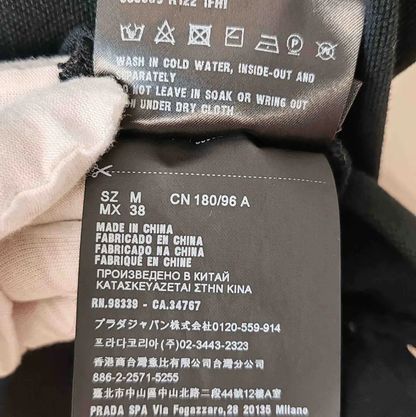 WASH IN COLD WATER, INSIDE-OUT AND
SEPARATELY
DO NOT LEAVE IN SOAK OR WRING OUT
UNDER DRY CLOTH
SZ M CN 180/96 A
MX 38
MADE IN CHINA
FABRICADO EN CHINA
FABRICADO NA CHINA
FABRIQUÉ EN CHINE
ПРОИЗВЕДЕНО В КИТАЙ
ΚΑΤΑΣΚΕΥΑΖΕΤΑΙ ΣΤΗΝ ΚΙΝΑ
RN.98339 - CA.34767
プラダジャパン株式会社0120-559-914
프라다코리아(주)02-3443-2323
香港商台灣意比有限公司台灣分公司
886-2-2571-5255
臺北市中山區中山北路二段44號12樓A
PRADA SPA Via Fogazzaro,28 20135 Milano